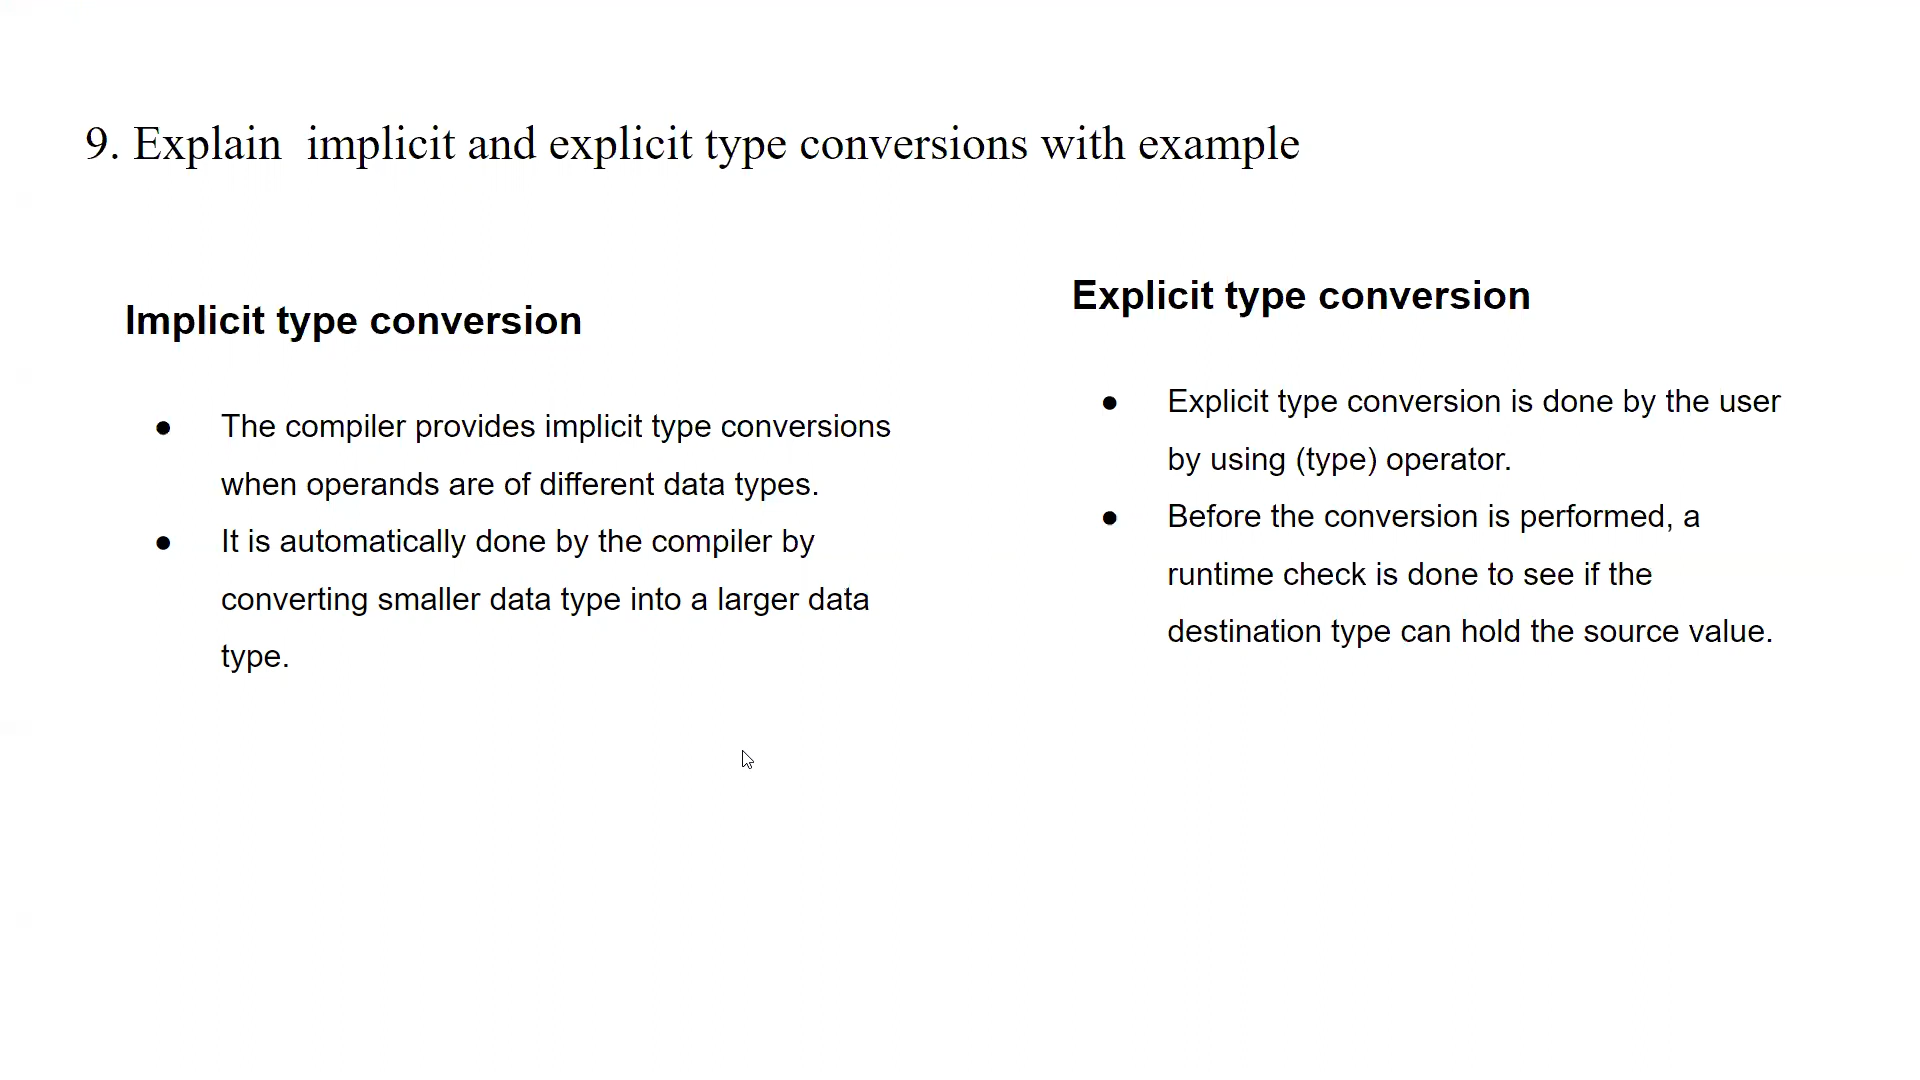 9. Explain  implicit and explicit type conversions with example
Implicit type conversion
● The compiler provides implicit type conversions
when operands are of different data types.
● It is automatically done by the compiler by
converting smaller data type into a larger data
type.
Explicit type conversion
● Explicit type conversion is done by the user
by using (type) operator.
● Before the conversion is performed, a
runtime check is done to see if the
destination type can hold the source value.